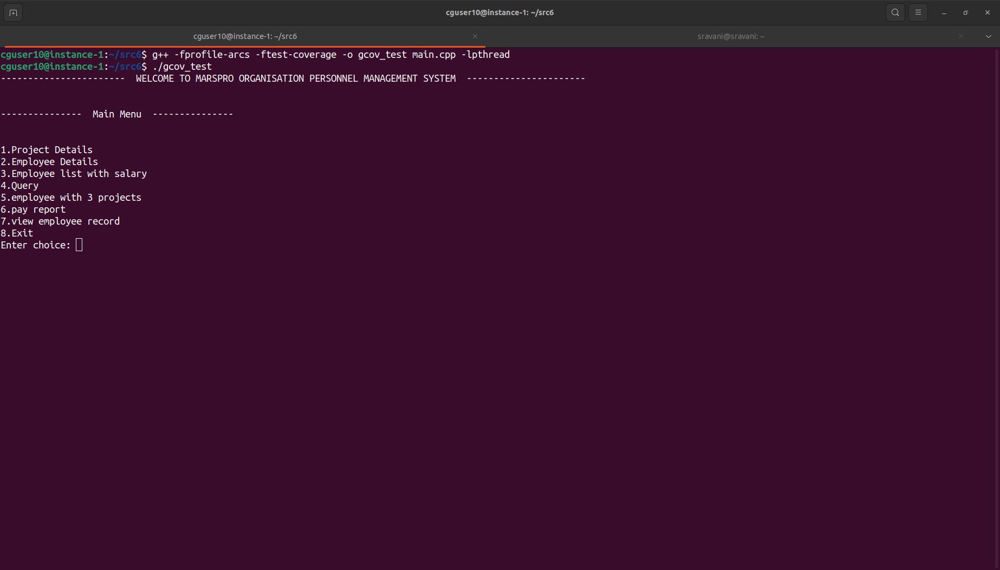 cguser10@instance-1: ~/src6
cguser10@instance-1: ~/src6
sravani@sravani: ~
cguser10@instance-1:~/src6$ g++ -fprofile-arcs -ftest-coverage -o gcov_test main.cpp -lpthread
cguser10@instance-1:~/src6$ ./gcov_test
-----------------------  WELCOME TO MARSPRO ORGANISATION PERSONNEL MANAGEMENT SYSTEM  ----------------------
---------------  Main Menu  ---------------
1.Project Details
2.Employee Details
3.Employee list with salary
4.Query
5.employee with 3 projects
6.pay report
7.view employee record
8.Exit
Enter choice: